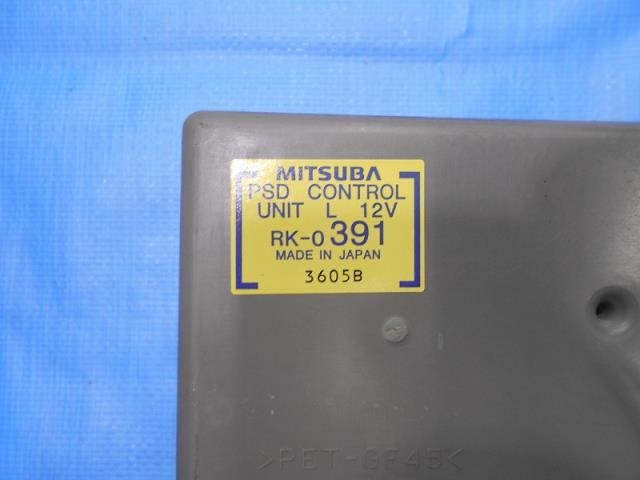 MITSUBA
PSD CONTROL
UNIT L 12V
RK-0391
MADE IN JAPAN
3605B
>PET-GF45<